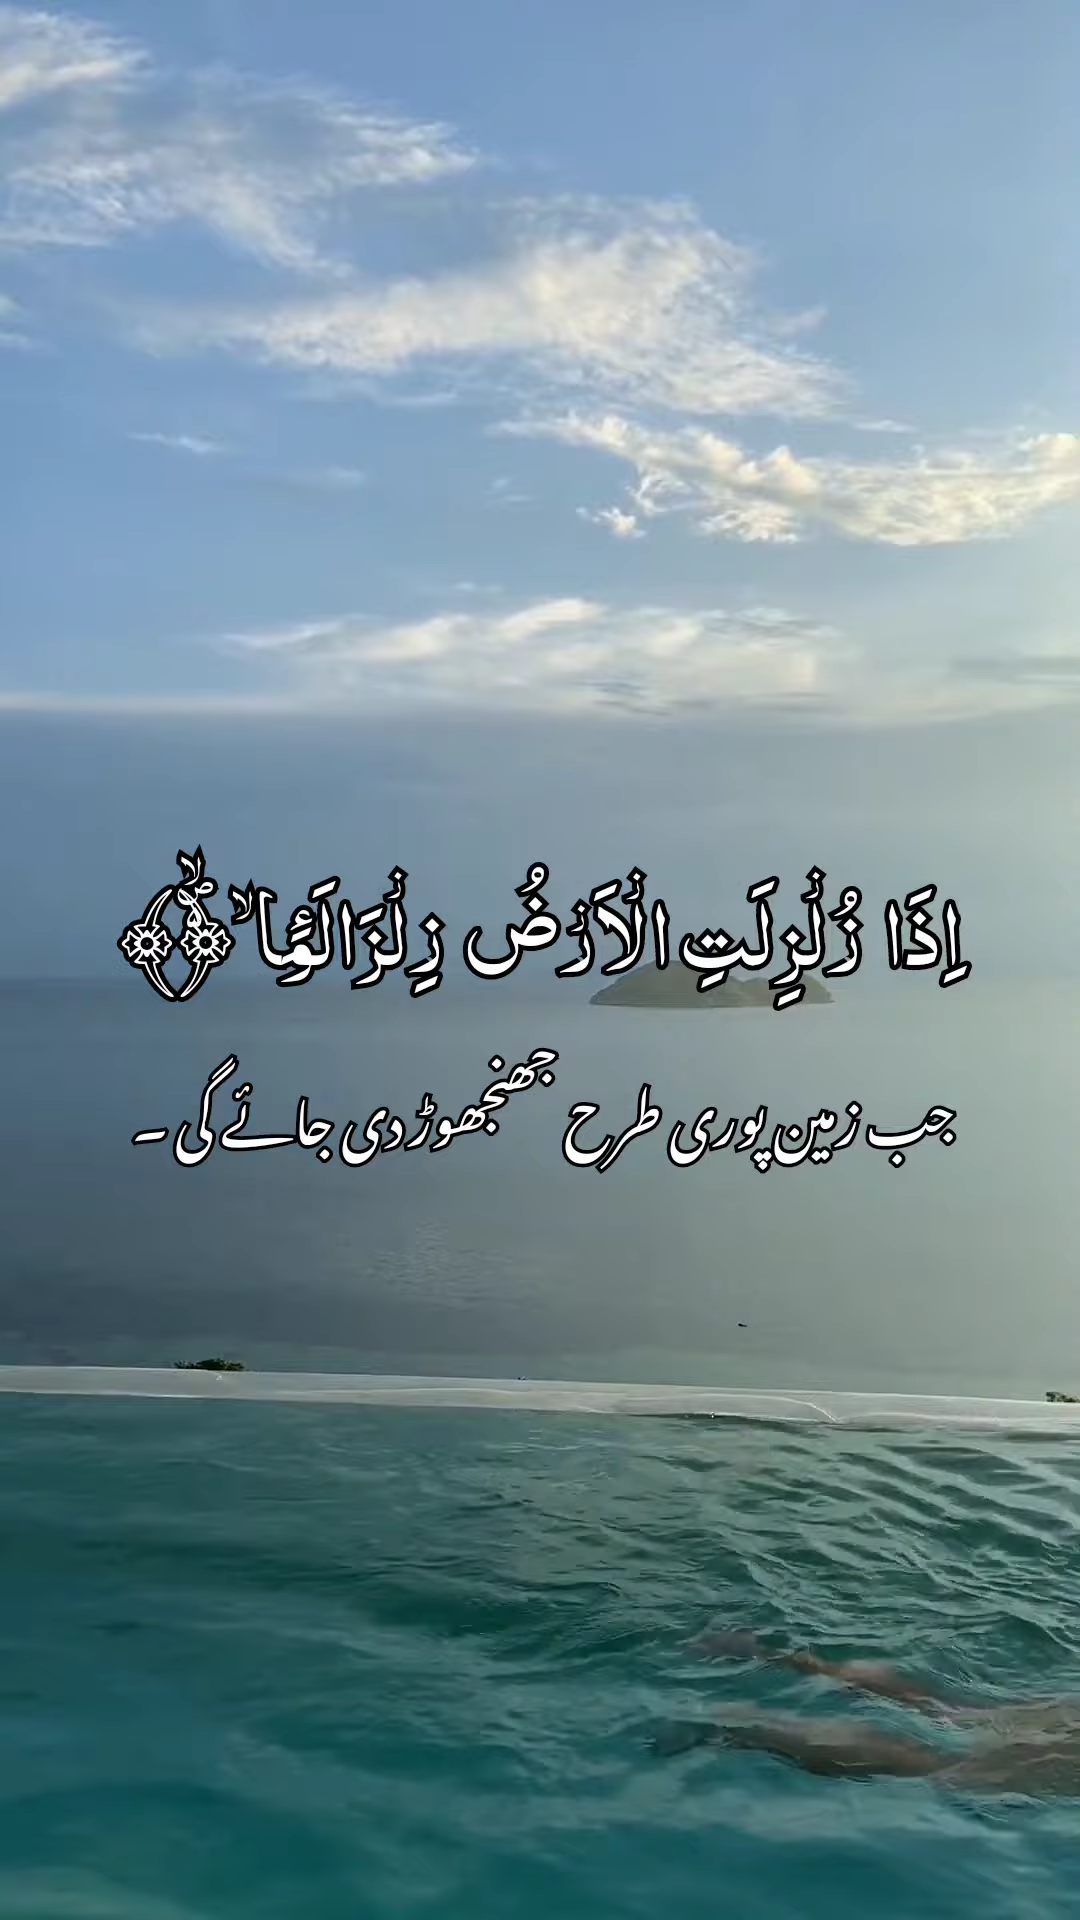 اِذَا زُلۡزِلَتِ الۡاَرۡضُ زِلۡزَالَهَا ۙ
جب زمین پوری طرح جھنجھوڑ دی جائے گی ۔